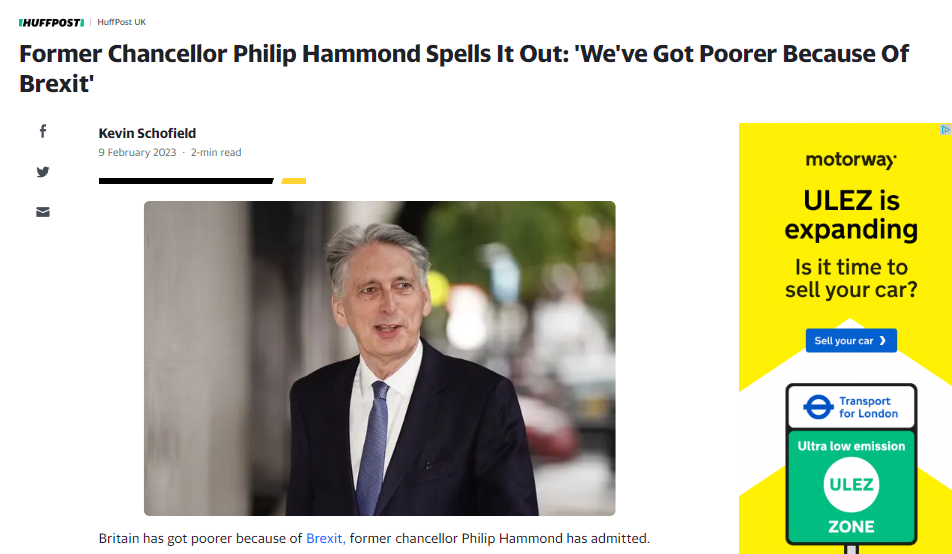 HUFFPOST | HuffPost UK
Former Chancellor Philip Hammond Spells It Out: 'We've Got Poorer Because Of
Brexit'
Kevin Schofield
9 February 2023 · 2-min read
Britain has got poorer because of Brexit, former chancellor Philip Hammond has admitted.
motorway
ULEZ is
expanding
Is it time to
sell your car?
Sell your car
Transport
for London
Ultra low emission
ULEZ
ZONE